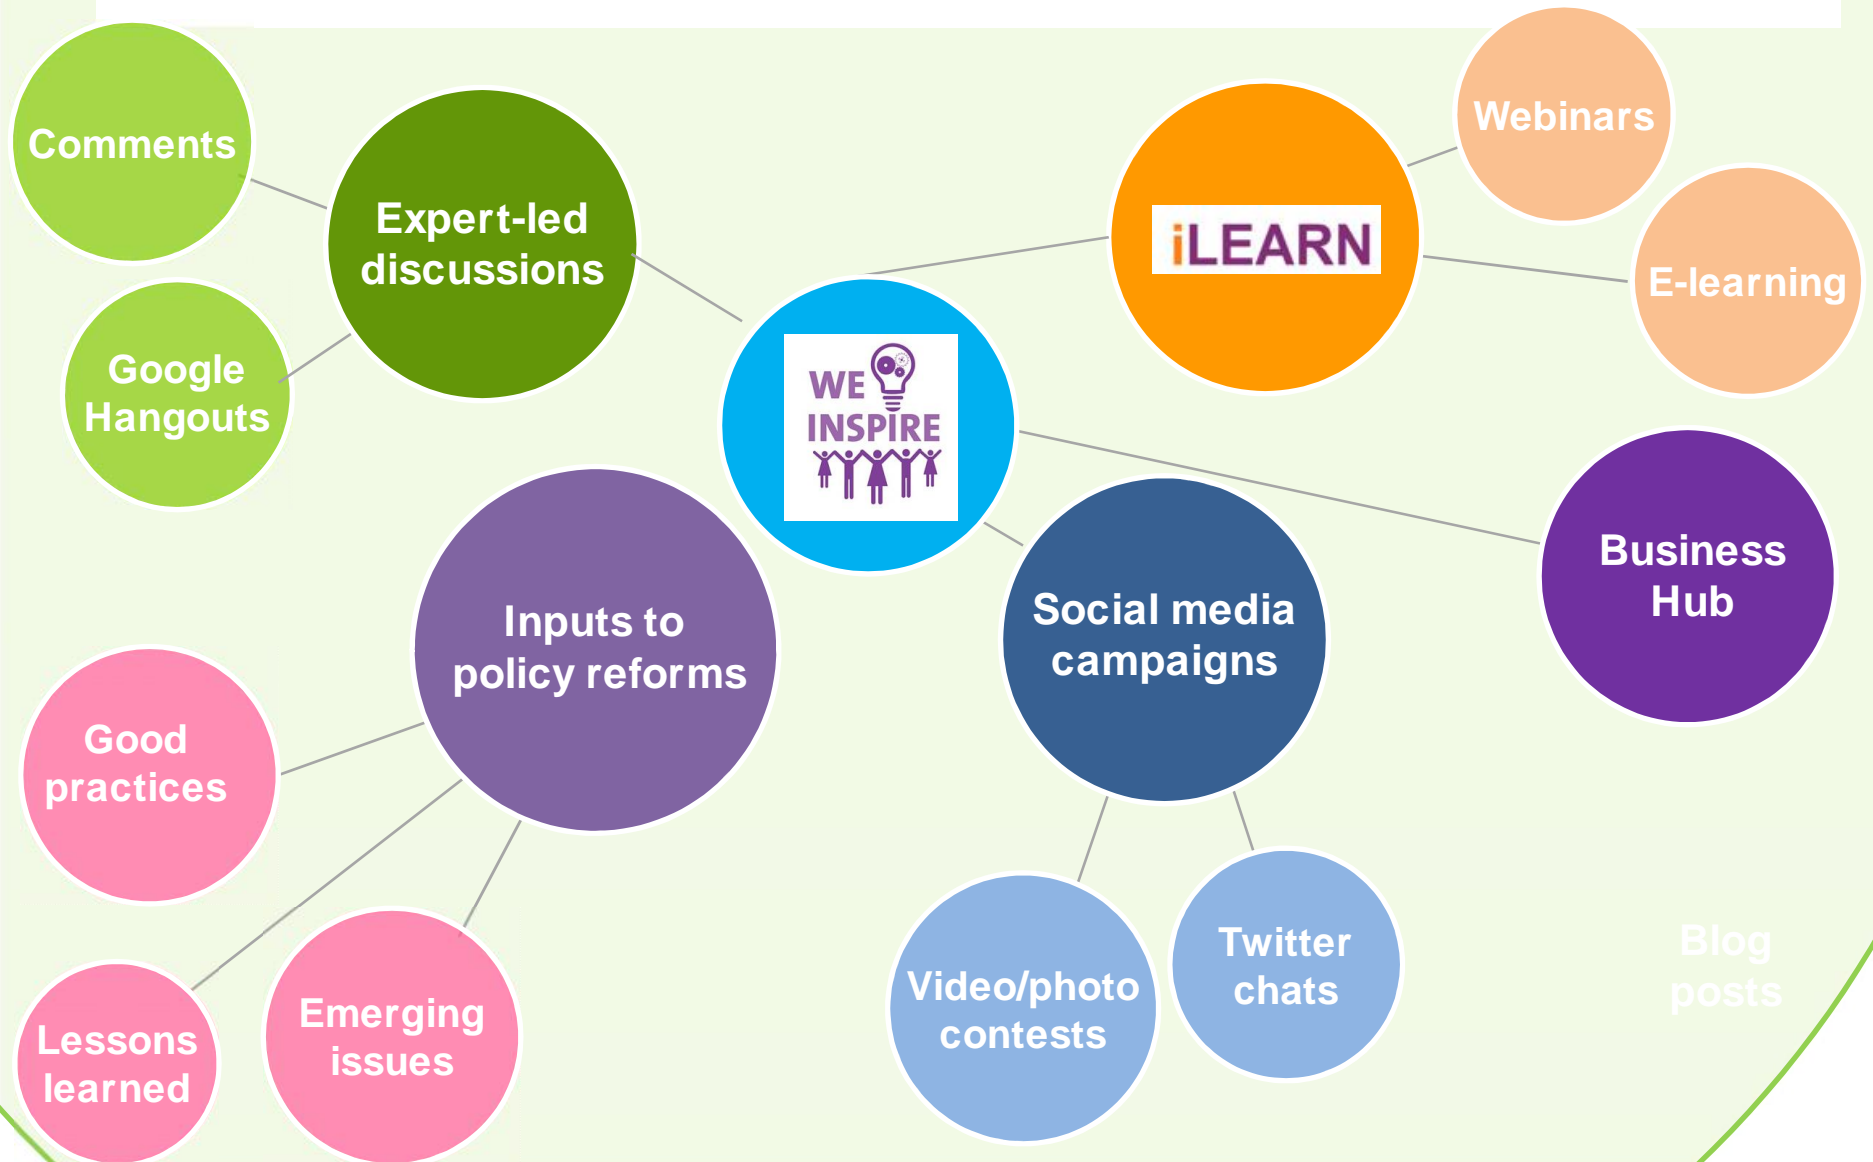 Comments
Expert-led
discussions
Google
Hangouts
WE
INSPIRE
iLEARN
Webinars
E-learning
Business
Hub
Inputs to
policy reforms
Social media
campaigns
Good
practices
Lessons
learned
Emerging
issues
Video/photo
contests
Twitter
chats
Blog
posts